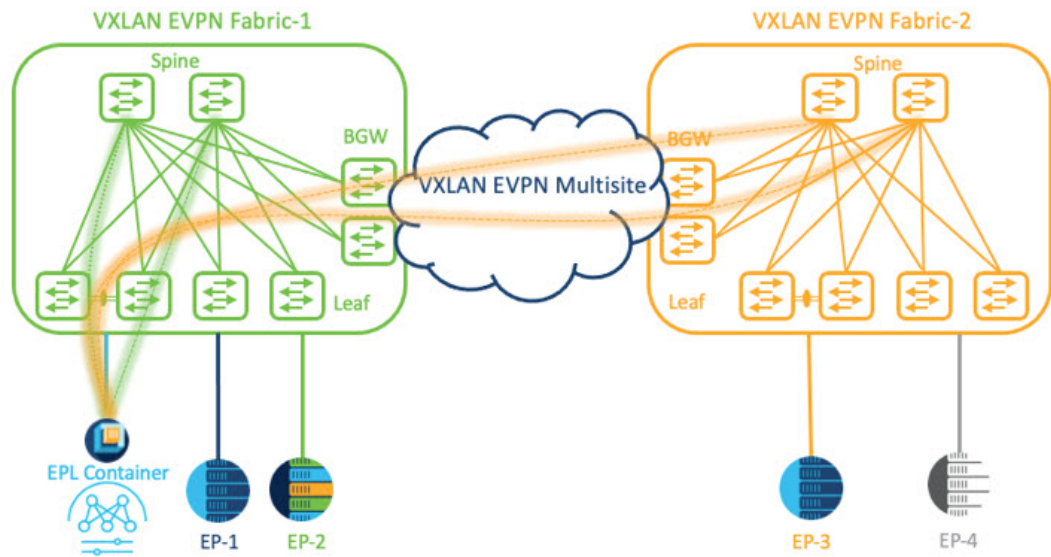 VXLAN EVPN Fabric-1
VXLAN EVPN Fabric-2
Spine
Spine
BGW
BGW
VXLAN EVPN Multisite
Leaf
Leaf
EPL Container
EP-1
EP-2
EP-3
EP-4